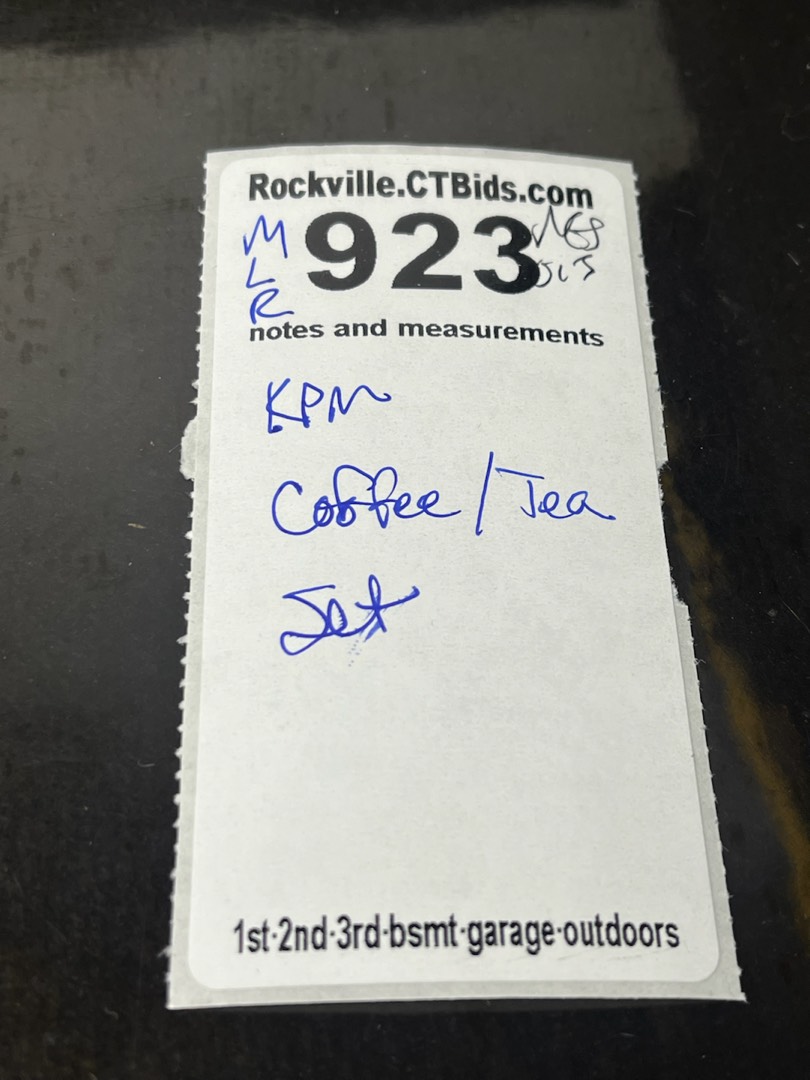 Rockville.CTBids.com
M
L
R
923
notes and measurements
KPM
Coffee/Tea
Set
1st·2nd·3rd·bsmt·garage·outdoors